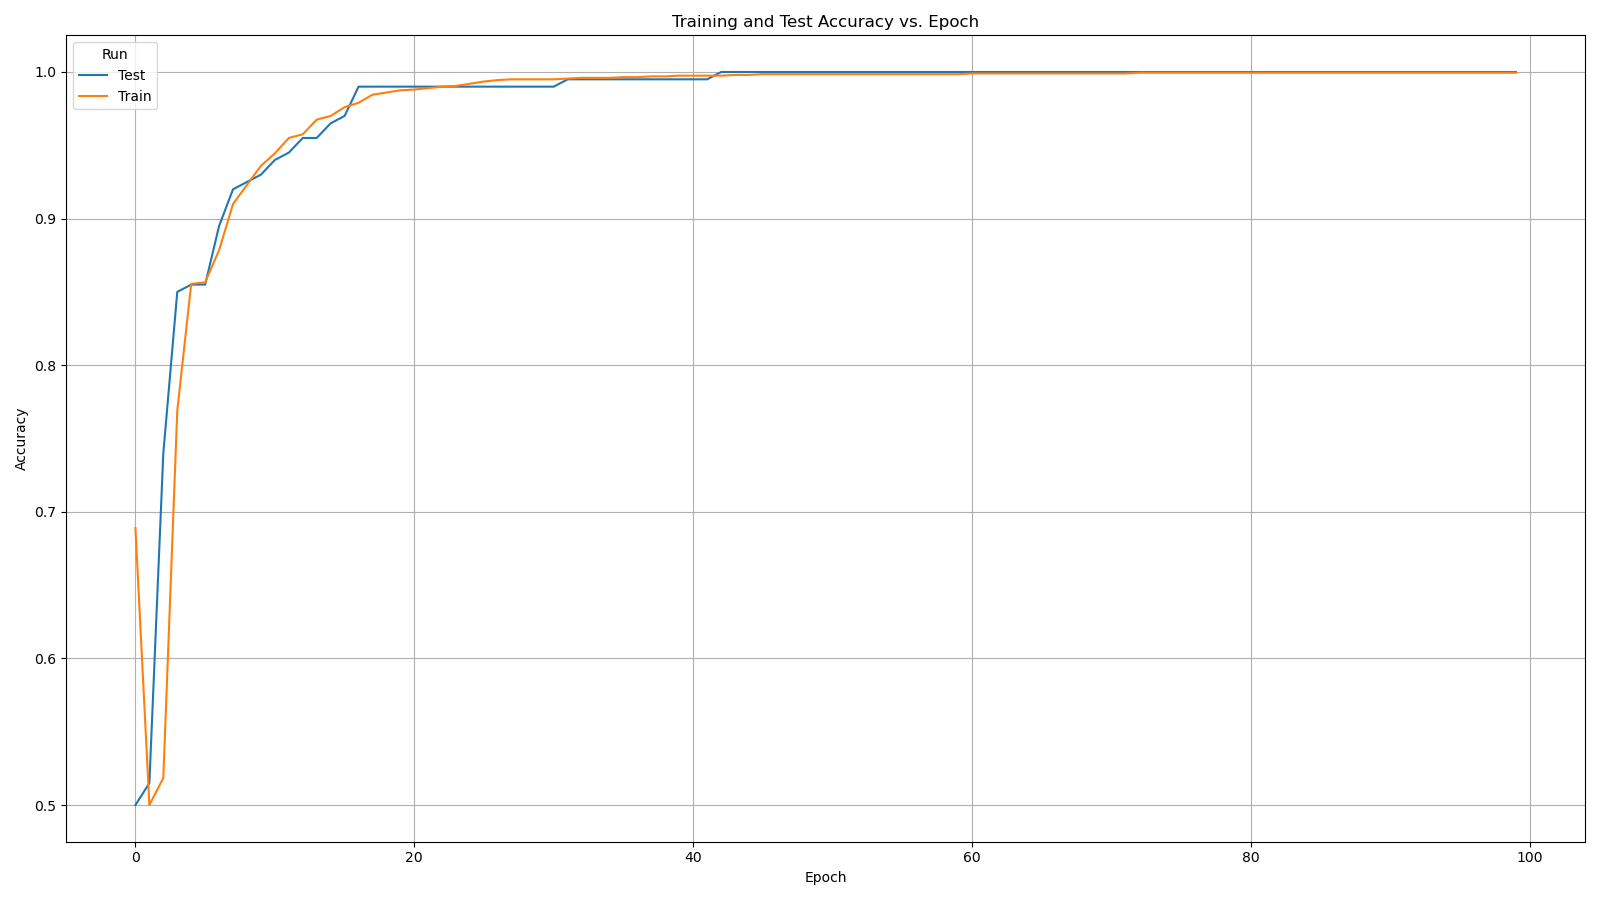 Training and Test Accuracy vs. Epoch
Run
Test
Train
1.0
0.9
0.8
0.7
0.6
0.5
Accuracy
0 20 40 60 80 100
Epoch